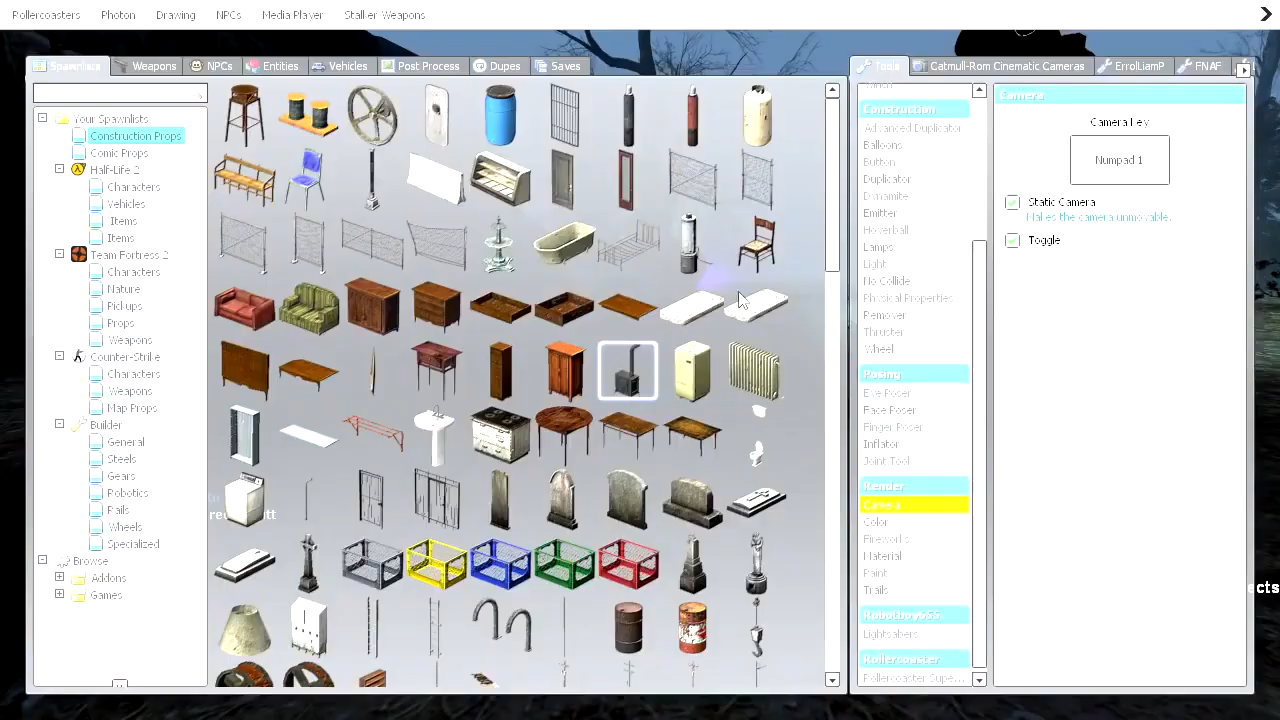 Rollercoasters Photon Drawing NPCs Media Player Stalker Weapons
Spawnlists Weapons NPCs Entities Vehicles Post Process Dupes Saves
Your Spawnlists
Construction Props
Comic Props
Half-Life 2
Characters
Vehicles
Items
Items
Team Fortress 2
Characters
Nature
Pickups
Props
Weapons
Counter-Strike
Characters
Weapons
Map Props
Builder
General
Steels
Gears
Robotics
Rails
Wheels
Specialized
Browse
Addons
Games
Tools Catmull-Rom Cinematic Cameras ErrolLiamP FNAF
Construction
Advanced Duplicator
Balloons
Button
Duplicator
Dynamite
Emitter
Hoverball
Lamps
Light
No Collide
Physical Properties
Remover
Thruster
Wheel
Posing
Eye Poser
Face Poser
Finger Poser
Inflator
Joint Tool
Render
Camera
Color
Fireworks
Material
Paint
Trails
Robotboy655
Lightsabers
Rollercoaster
Rollercoaster Supe...
Camera
Camera Key
Numpad 1
Static Camera
Makes the camera unmovable.
Toggle
ects